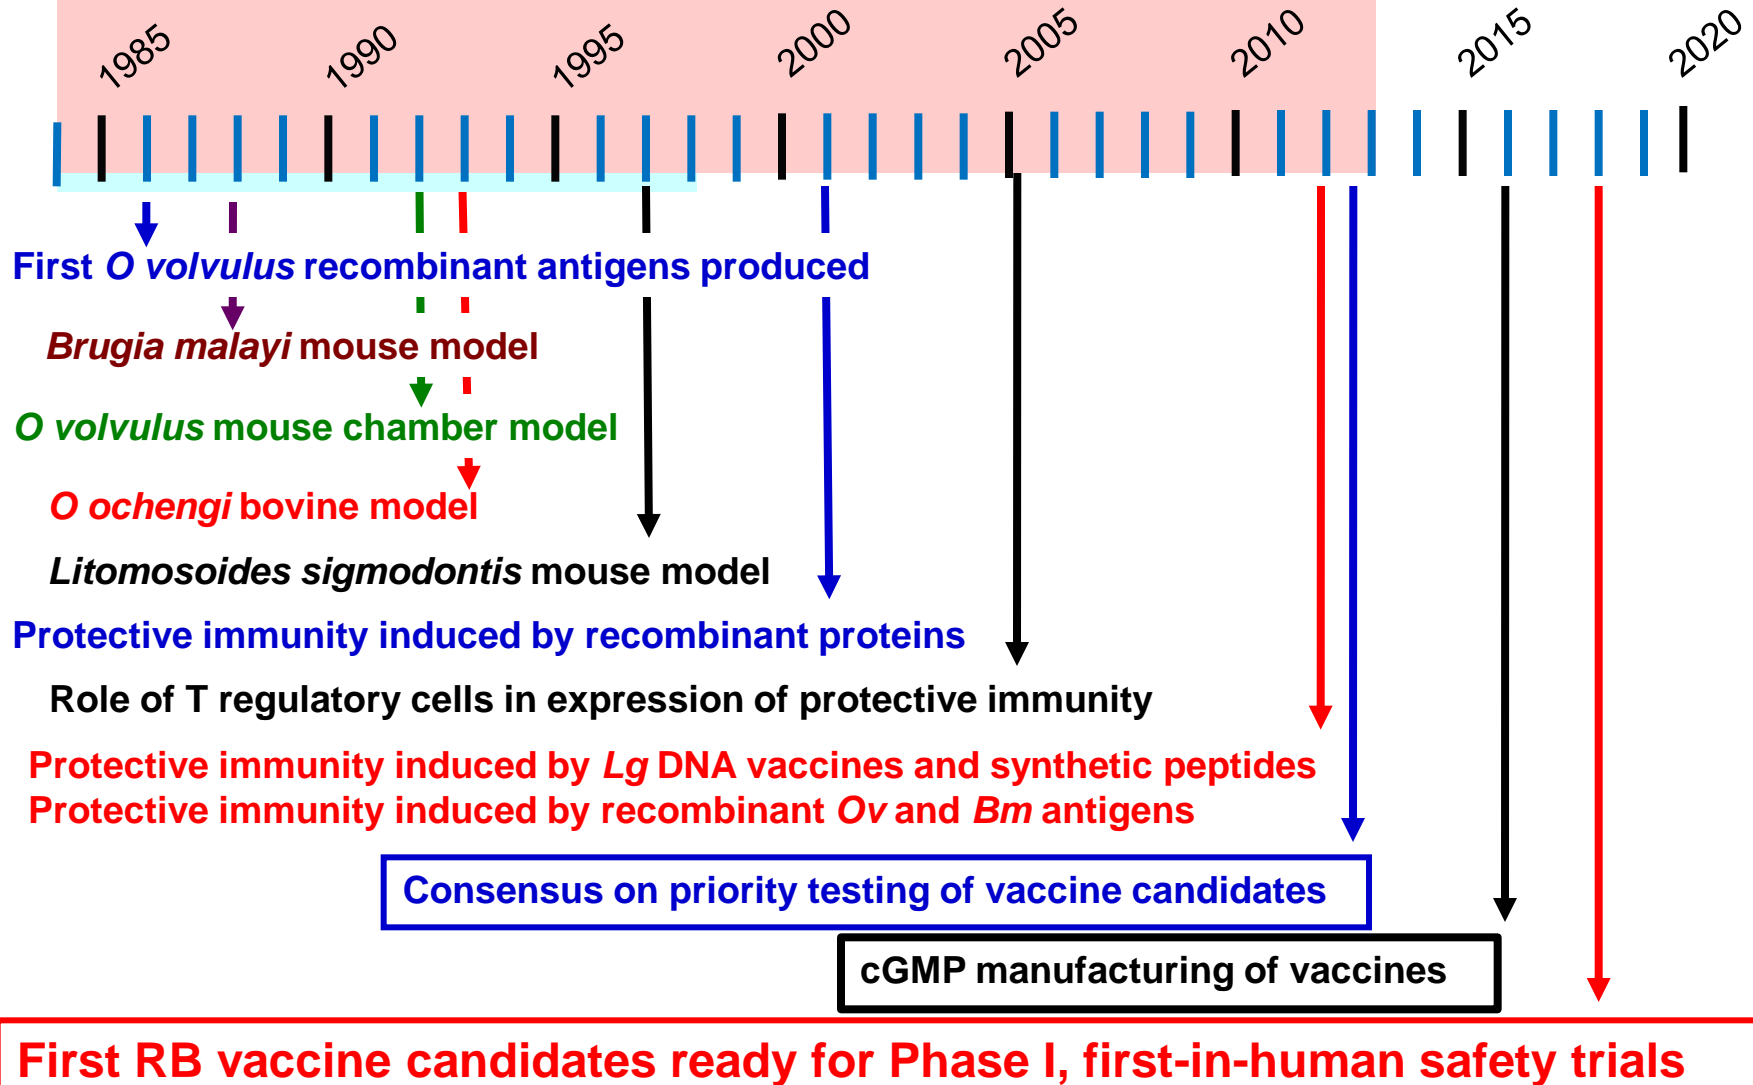 1985 1990 1995 2000 2005 2010 2015 2020
First O volvulus recombinant antigens produced
Brugia malayi mouse model
O volvulus mouse chamber model
O ochengi bovine model
Litomosoides sigmodontis mouse model
Protective immunity induced by recombinant proteins
Role of T regulatory cells in expression of protective immunity
Protective immunity induced by Lg DNA vaccines and synthetic peptides
Protective immunity induced by recombinant Ov and Bm antigens
Consensus on priority testing of vaccine candidates
cGMP manufacturing of vaccines
First RB vaccine candidates ready for Phase I, first-in-human safety trials